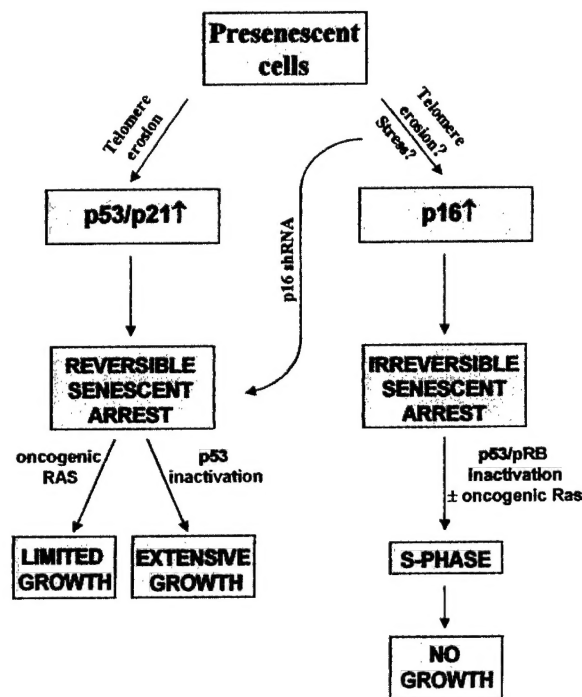 Presenescent
cells
Telomere
erosion
Telomere
erosion?
Stress?
p53/p21↑
p16↑
p16 shRNA
REVERSIBLE
SENESCENT
ARREST
IRREVERSIBLE
SENESCENT
ARREST
oncogenic
RAS
p53
inactivation
p53/pRB
inactivation
± oncogenic Ras
LIMITED
GROWTH
EXTENSIVE
GROWTH
S-PHASE
NO
GROWTH